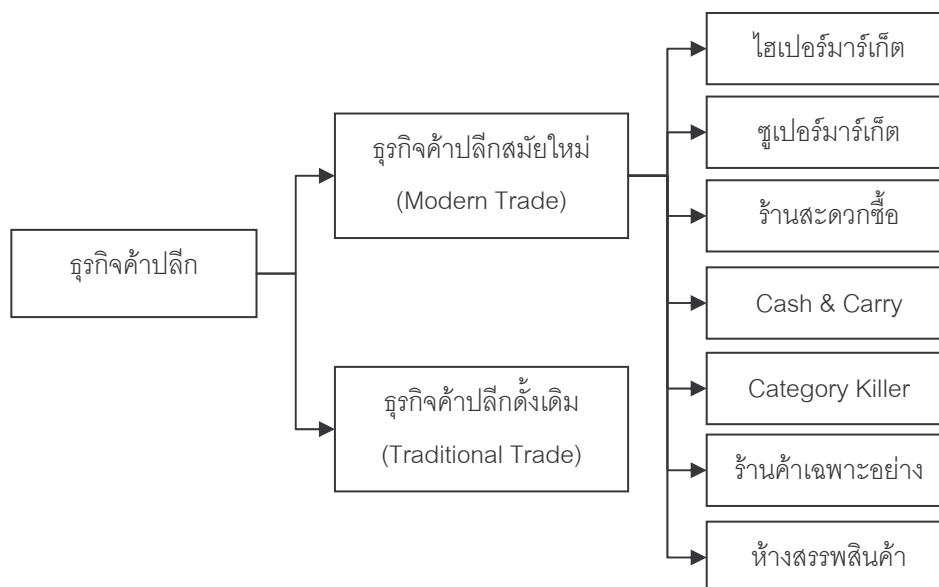 ธุรกิจค้าปลีก
ธุรกิจค้าปลีกสมัยใหม่
(Modern Trade)
ธุรกิจค้าปลีกดั้งเดิม
(Traditional Trade)
ไฮเปอร์มาร์เก็ต
ซูเปอร์มาร์เก็ต
ร้านสะดวกซื้อ
Cash & Carry
Category Killer
ร้านค้าเฉพาะอย่าง
ห้างสรรพสินค้า